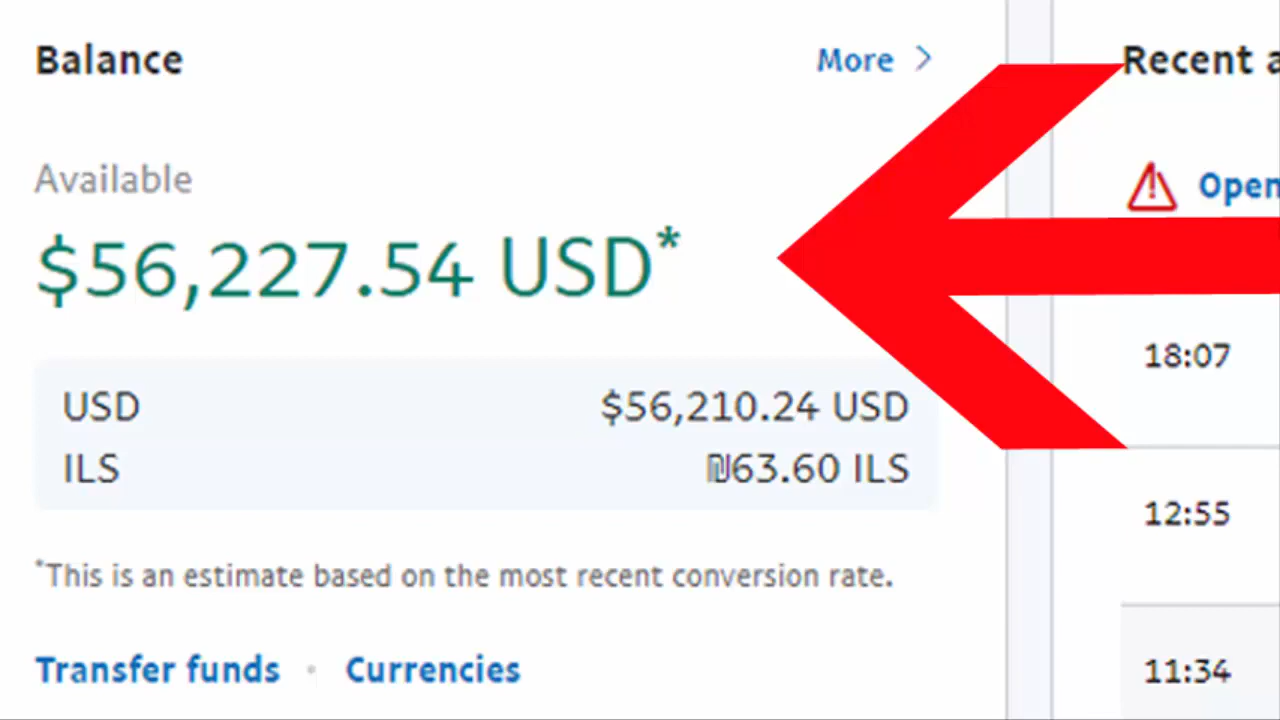 Balance
More
Available
$56,227.54 USD*
USD $56,210.24 USD
ILS ₪63.60 ILS
*This is an estimate based on the most recent conversion rate.
Transfer funds · Currencies
Recent
Open
18:07
12:55
11:34